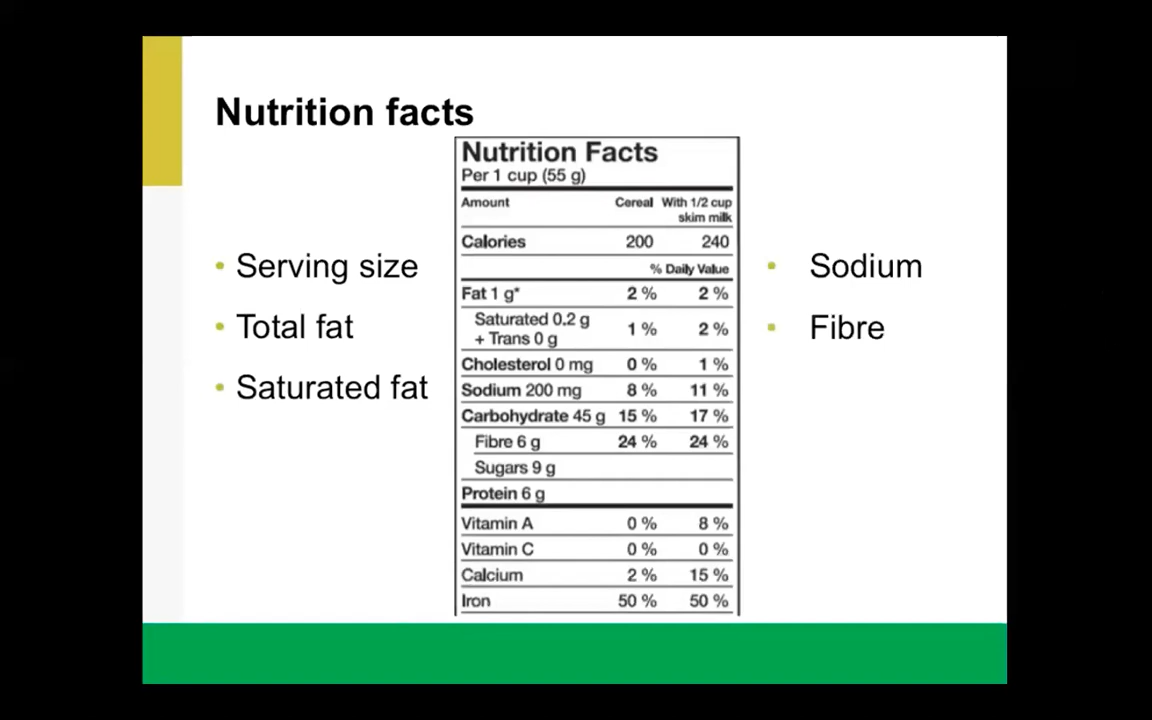 Nutrition facts
• Serving size
• Total fat
• Saturated fat
Nutrition Facts
Per 1 cup (55 g)
Amount Cereal With 1/2 cup
skim milk
Calories 200 240
% Daily Value
Fat 1 g* 2 % 2 %
Saturated 0.2 g
+ Trans 0 g 1 % 2 %
Cholesterol 0 mg 0 % 1 %
Sodium 200 mg 8 % 11 %
Carbohydrate 45 g 15 % 17 %
Fibre 6 g 24 % 24 %
Sugars 9 g
Protein 6 g
Vitamin A 0 % 8 %
Vitamin C 0 % 0 %
Calcium 2 % 15 %
Iron 50 % 50 %
• Sodium
• Fibre